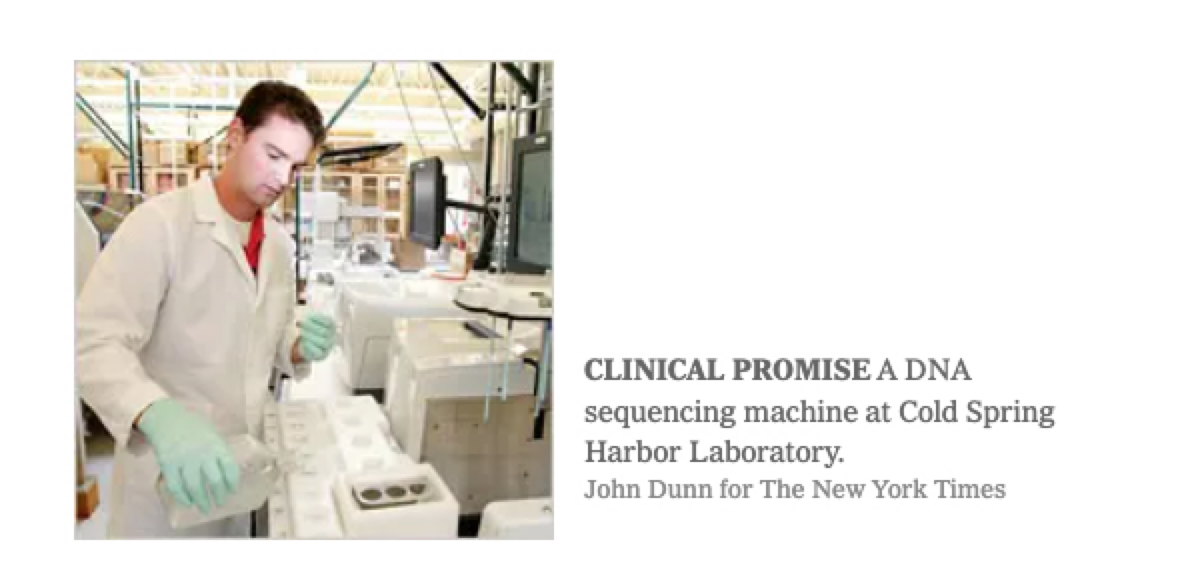 CLINICAL PROMISE A DNA
sequencing machine at Cold Spring
Harbor Laboratory.
John Dunn for The New York Times